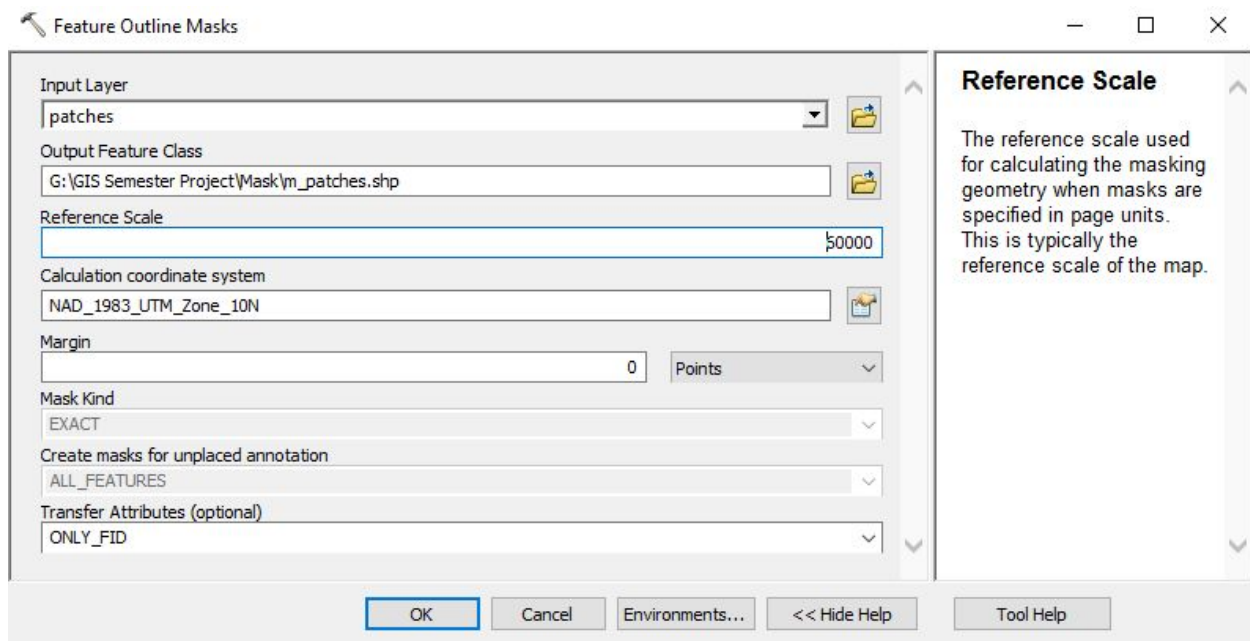 Feature Outline Masks
Input Layer
patches
Output Feature Class
G:\GIS Semester Project\Mask\m_patches.shp
Reference Scale
50000
Calculation coordinate system
NAD_1983_UTM_Zone_10N
Margin
0 Points
Mask Kind
EXACT
Create masks for unplaced annotation
ALL_FEATURES
Transfer Attributes (optional)
ONLY_FID
Reference Scale
The reference scale used
for calculating the masking
geometry when masks are
specified in page units.
This is typically the
reference scale of the map.
OK Cancel Environments... << Hide Help Tool Help